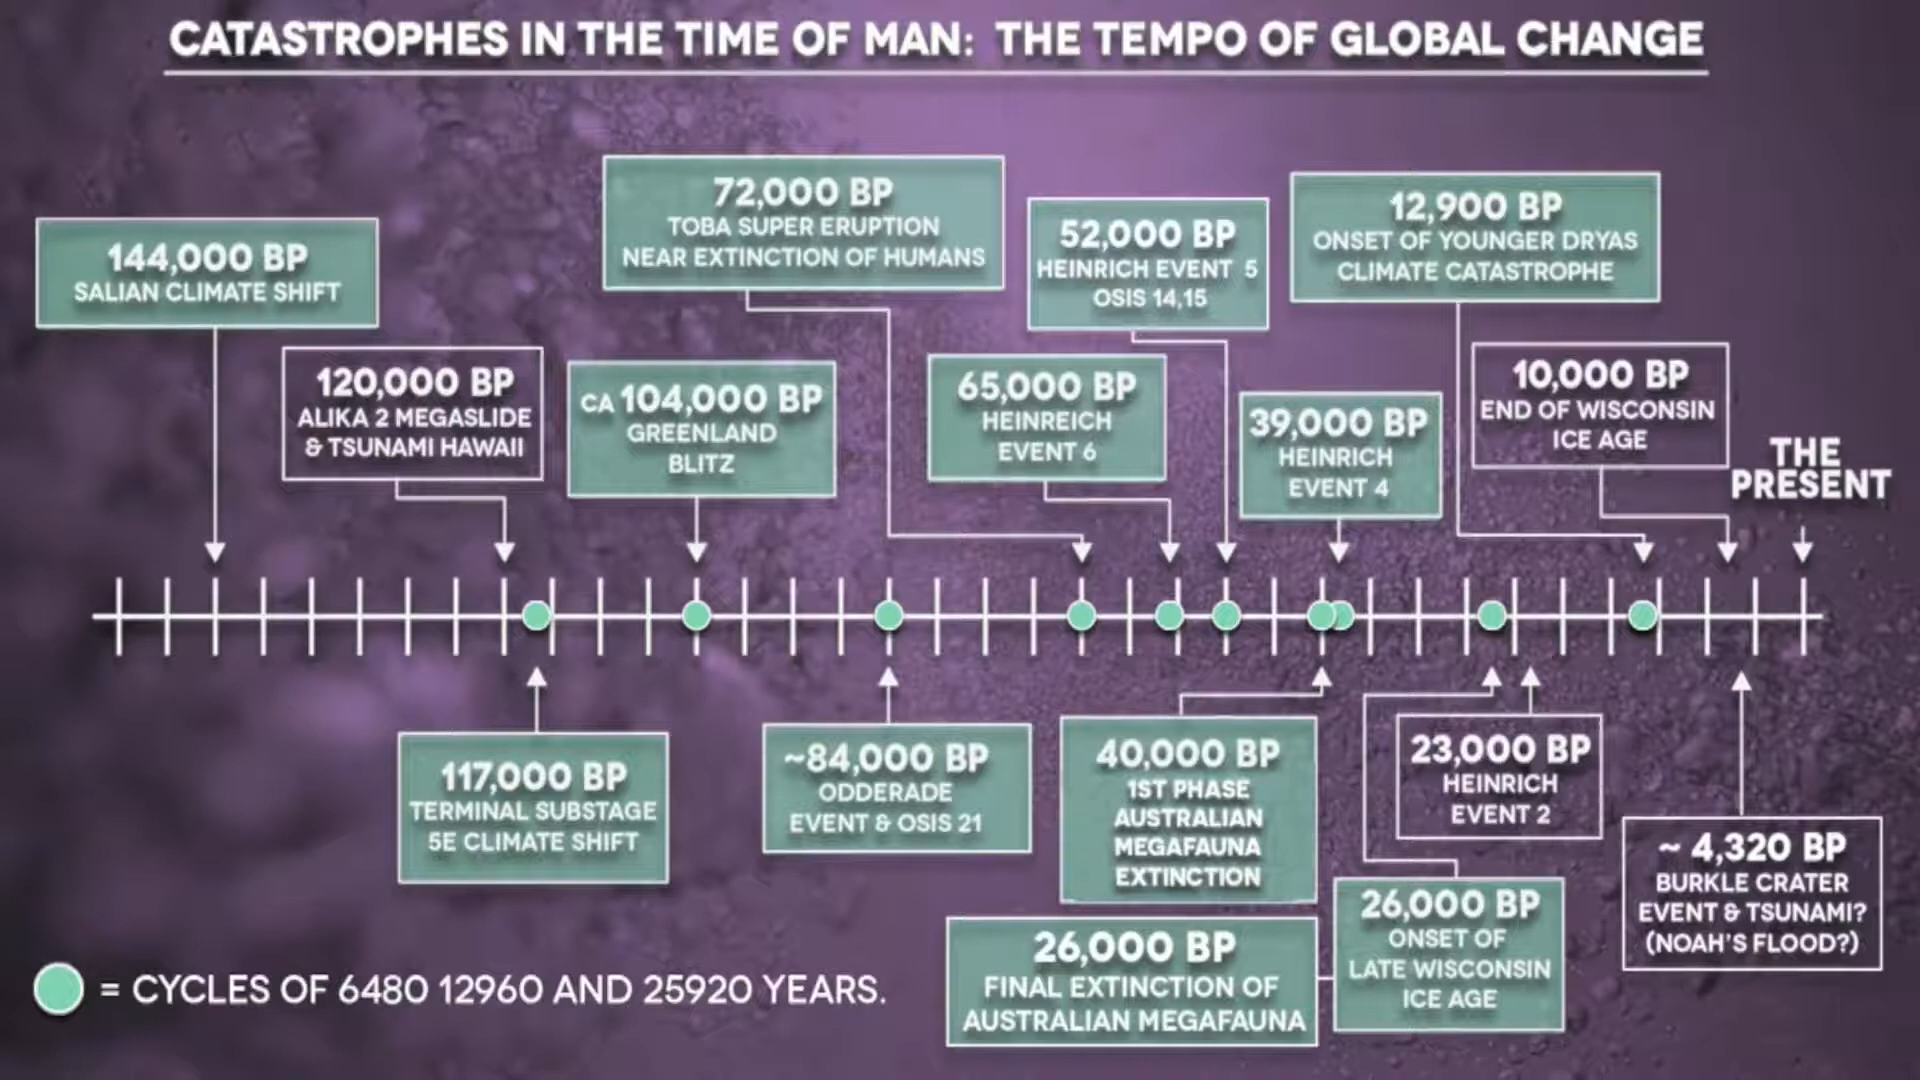 CATASTROPHES IN THE TIME OF MAN: THE TEMPO OF GLOBAL CHANGE
144,000 BP
SALIAN CLIMATE SHIFT
120,000 BP
ALIKA 2 MEGASLIDE
& TSUNAMI HAWAII
CA 104,000 BP
GREENLAND
BLITZ
72,000 BP
TOBA SUPER ERUPTION
NEAR EXTINCTION OF HUMANS
65,000 BP
HEINREICH
EVENT 6
52,000 BP
HEINRICH EVENT 5
OSIS 14,15
39,000 BP
HEINRICH
EVENT 4
12,900 BP
ONSET OF YOUNGER DRYAS
CLIMATE CATASTROPHE
10,000 BP
END OF WISCONSIN
ICE AGE
THE
PRESENT
117,000 BP
TERMINAL SUBSTAGE
5E CLIMATE SHIFT
~84,000 BP
ODDERADE
EVENT & OSIS 21
40,000 BP
1ST PHASE
AUSTRALIAN
MEGAFAUNA
EXTINCTION
26,000 BP
FINAL EXTINCTION OF
AUSTRALIAN MEGAFAUNA
26,000 BP
ONSET OF
LATE WISCONSIN
ICE AGE
23,000 BP
HEINRICH
EVENT 2
~ 4,320 BP
BURKLE CRATER
EVENT & TSUNAMI?
(NOAH'S FLOOD?)
= CYCLES OF 6480 12960 AND 25920 YEARS.